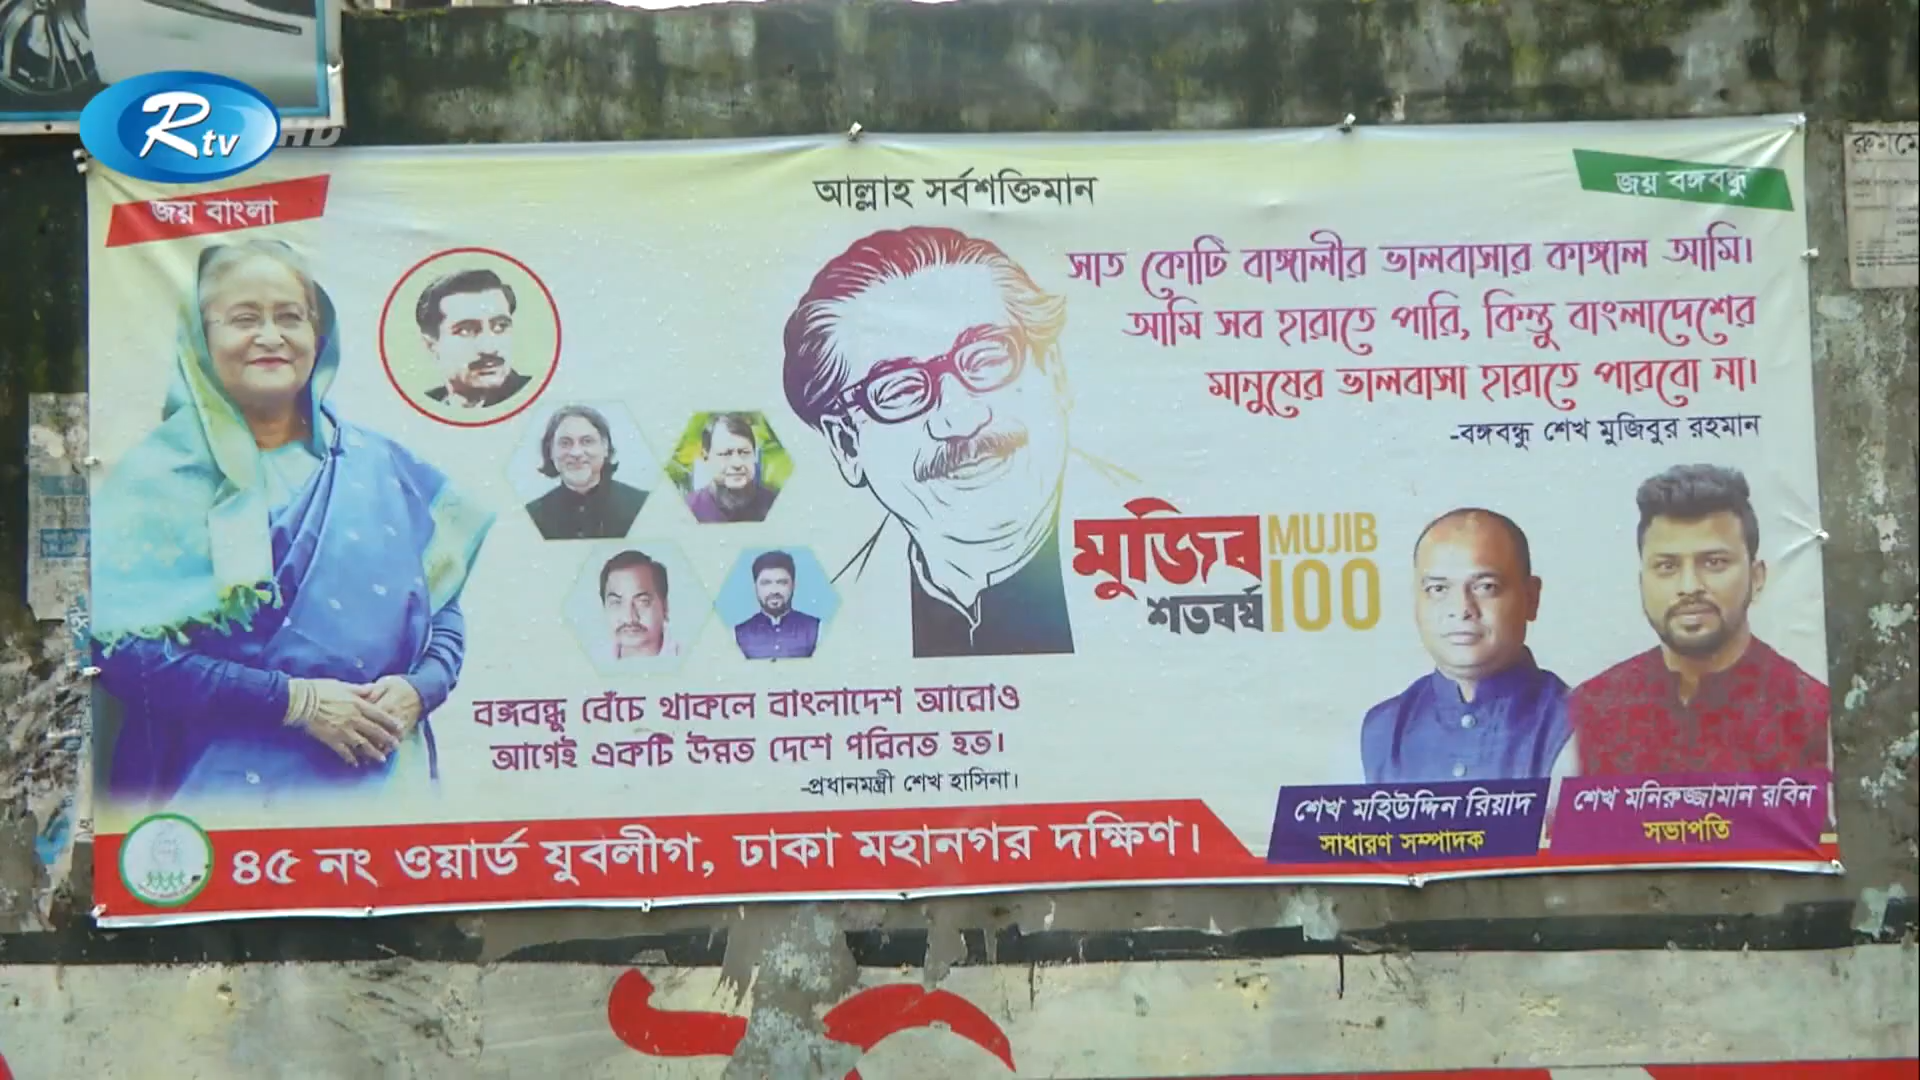 Rtv HD
আল্লাহ সর্বশক্তিমান
জয় বাংলা
জয় বঙ্গবন্ধু
সাত কোটি বাঙ্গালীর ভালবাসার কাঙ্গাল আমি।
আমি সব হারাতে পারি, কিন্তু বাংলাদেশের
মানুষের ভালবাসা হারাতে পারবো না।
-বঙ্গবন্ধু শেখ মুজিবুর রহমান
মুজিব MUJIB
শতবর্ষ 100
বঙ্গবন্ধু বেঁচে থাকলে বাংলাদেশ আরোও
আগেই একটি উন্নত দেশে পরিনত হত।
-প্রধানমন্ত্রী শেখ হাসিনা।
শেখ মহিউদ্দিন রিয়াদ
সাধারণ সম্পাদক
শেখ মনিরুজ্জামান রবিন
সভাপতি
৪৫ নং ওয়ার্ড যুবলীগ, ঢাকা মহানগর দক্ষিণ।